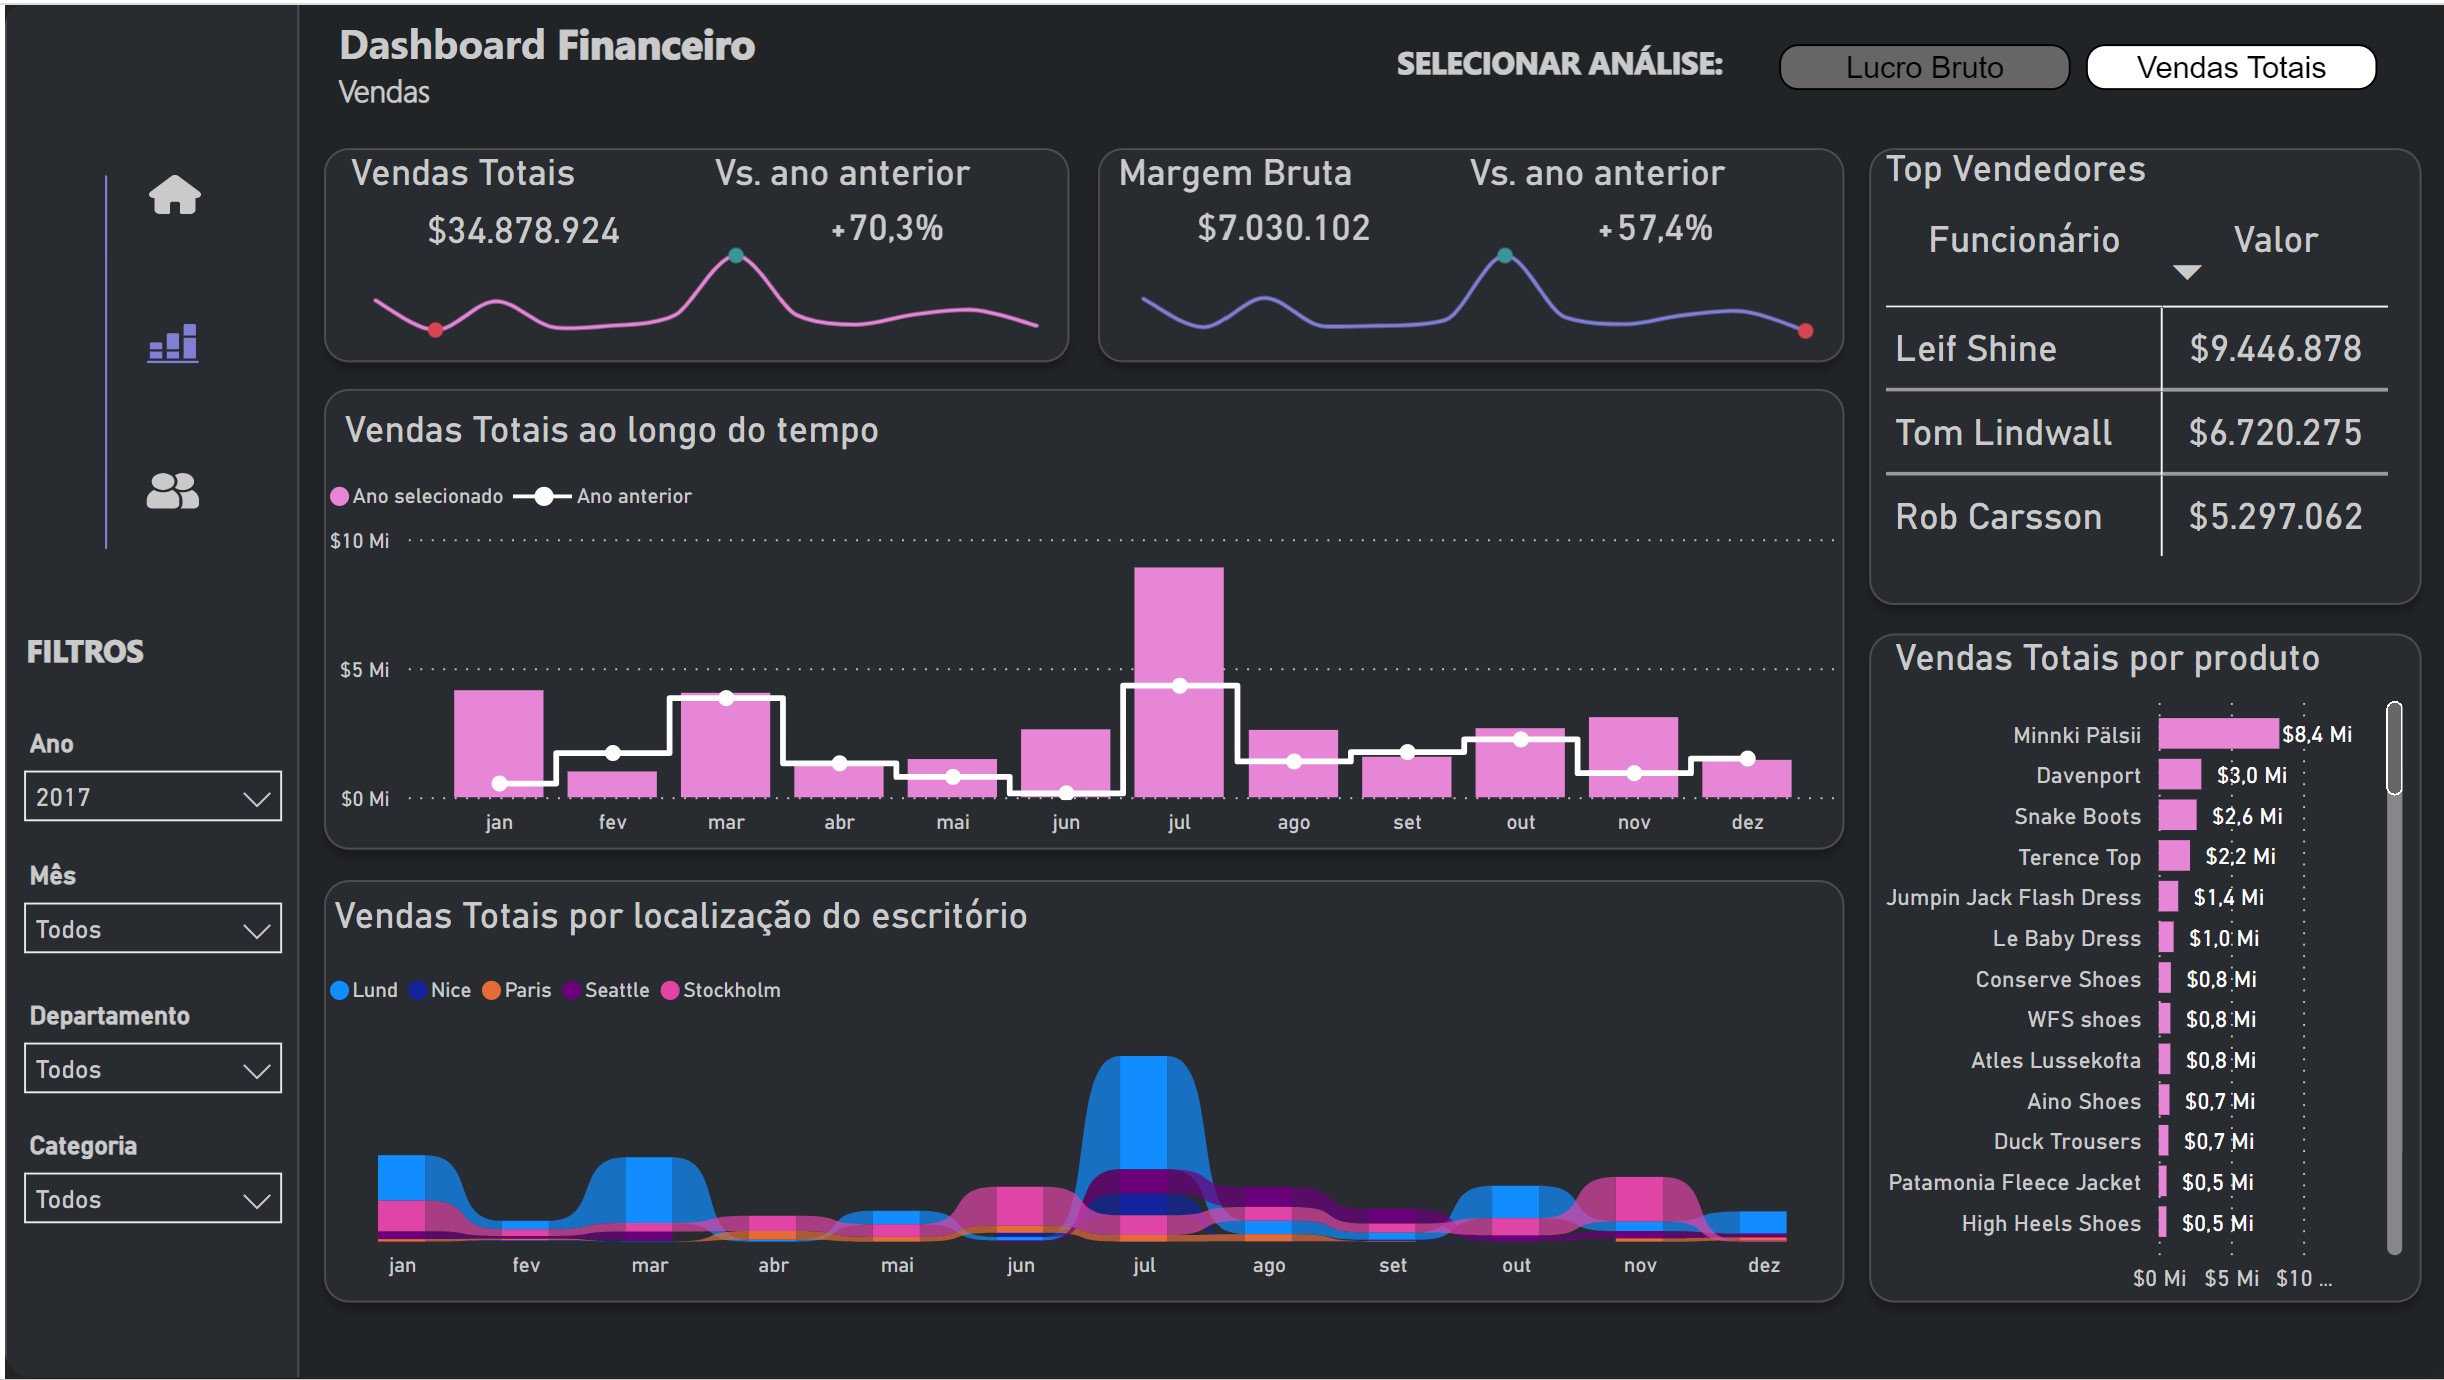 Dashboard Financeiro
Vendas
SELECIONAR ANÁLISE:
Lucro Bruto
Vendas Totais
FILTROS
Ano
2017
Mês
Todos
Departamento
Todos
Categoria
Todos
Vendas Totais
Vs. ano anterior
$34.878.924
+70,3%
Margem Bruta
Vs. ano anterior
$7.030.102
+57,4%
Top Vendedores
Funcionário Valor
Leif Shine $9.446.878
Tom Lindwall $6.720.275
Rob Carsson $5.297.062
Vendas Totais ao longo do tempo
Ano selecionado Ano anterior
$10 Mi
$5 Mi
$0 Mi
jan fev mar abr mai jun jul ago set out nov dez
Vendas Totais por localização do escritório
Lund Nice Paris Seattle Stockholm
jan fev mar abr mai jun jul ago set out nov dez
Vendas Totais por produto
Minnki Pälsii $8,4 Mi
Davenport $3,0 Mi
Snake Boots $2,6 Mi
Terence Top $2,2 Mi
Jumpin Jack Flash Dress $1,4 Mi
Le Baby Dress $1,0 Mi
Conserve Shoes $0,8 Mi
WFS shoes $0,8 Mi
Atles Lussekofta $0,8 Mi
Aino Shoes $0,7 Mi
Duck Trousers $0,7 Mi
Patamonia Fleece Jacket $0,5 Mi
High Heels Shoes $0,5 Mi
$0 Mi $5 Mi $10 ...